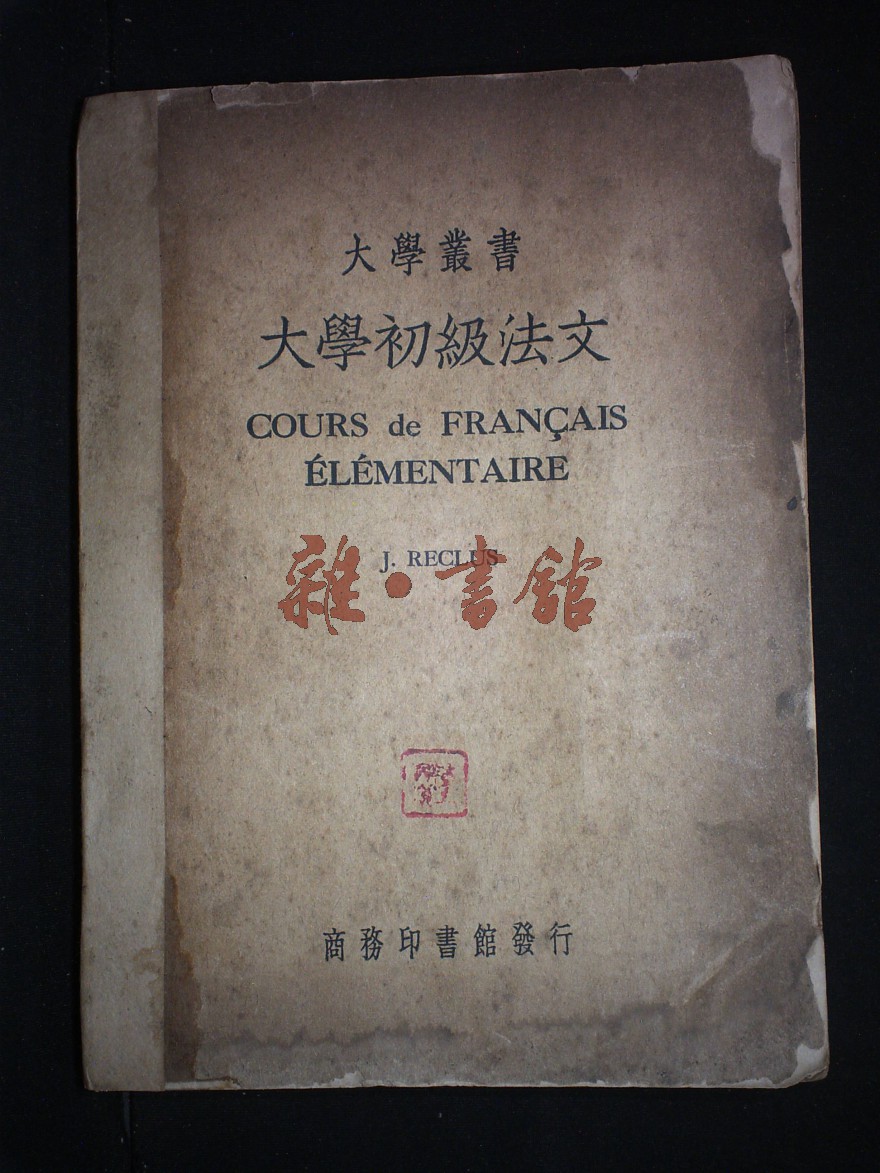 大學叢書
大學初級法文
COURS de FRANÇAIS
ÉLÉMENTAIRE
J. RECLUS
雜·書館
商務印書館發行